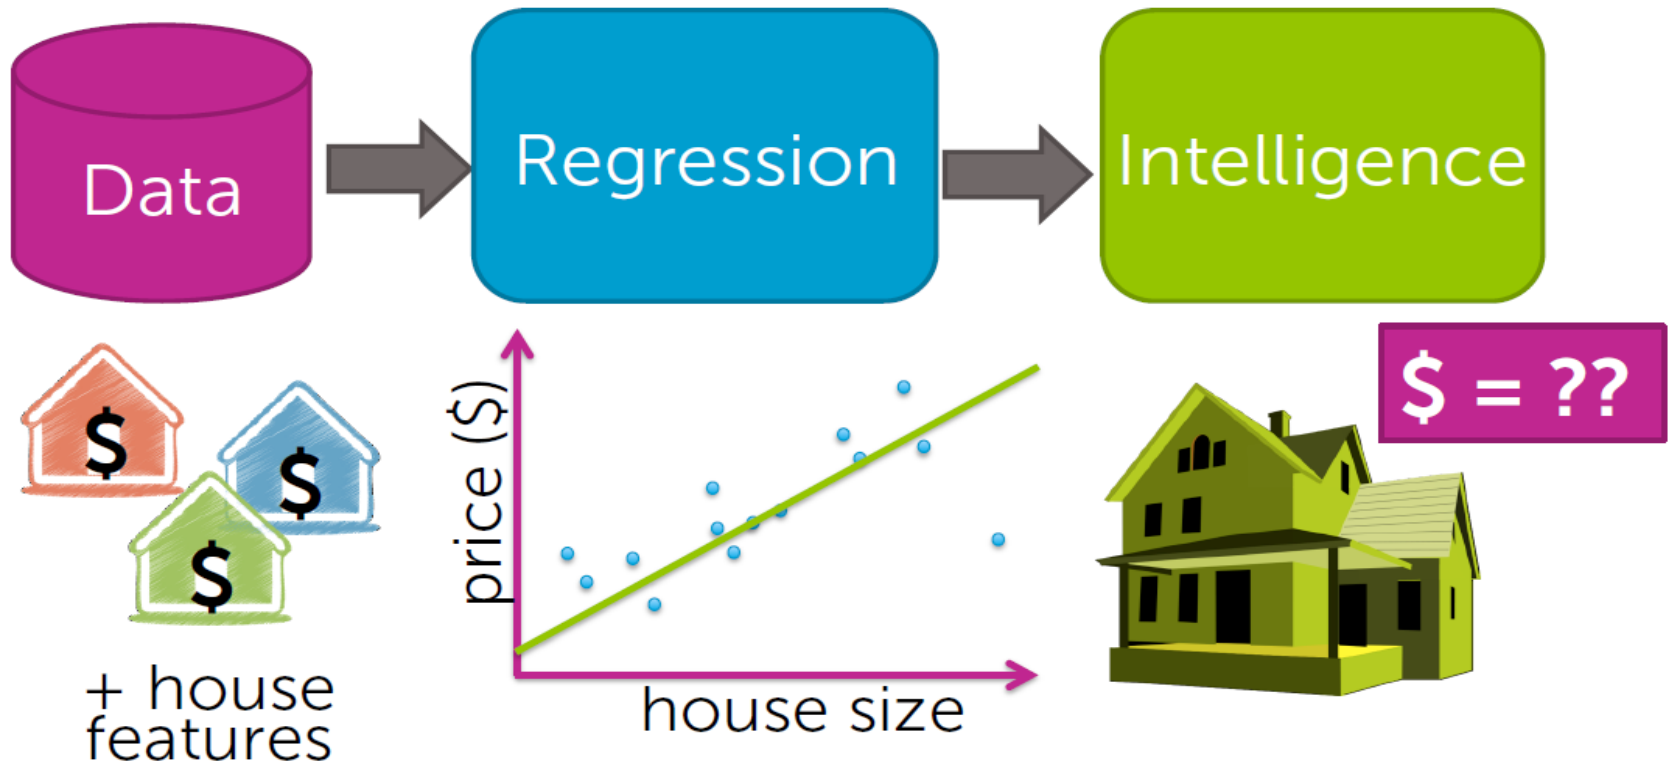 Data
Regression
Intelligence
$
$
$
+ house
features
price ($)
house size
$ = ??